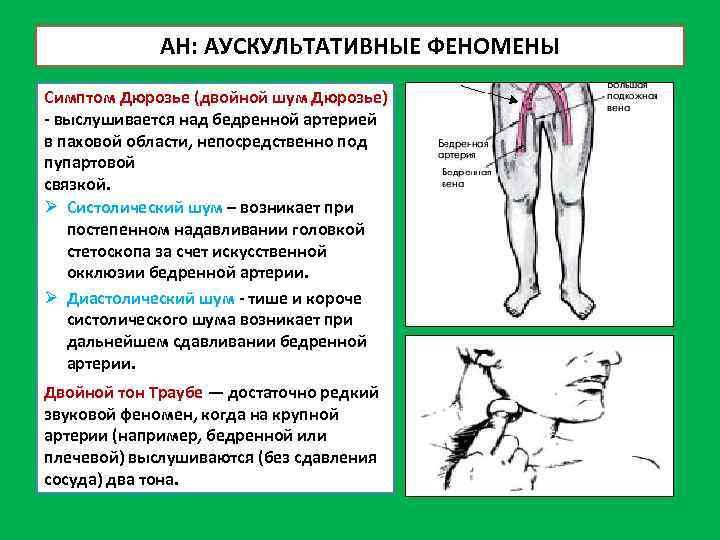 АН: АУСКУЛЬТАТИВНЫЕ ФЕНОМЕНЫ
Симптом Дюрозье (двойной шум Дюрозье)
- выслушивается над бедренной артерией
в паховой области, непосредственно под
пупартовой
связкой.
Систолический шум – возникает при
постепенном надавливании головкой
стетоскопа за счет искусственной
окклюзии бедренной артерии.
Диастолический шум - тише и короче
систолического шума возникает при
дальнейшем сдавливании бедренной
артерии.
Двойной тон Траубе — достаточно редкий
звуковой феномен, когда на крупной
артерии (например, бедренной или
плечевой) выслушиваются (без сдавления
сосуда) два тона.
Большая
подкожная
вена
Бедренная
артерия
Бедренная
вена